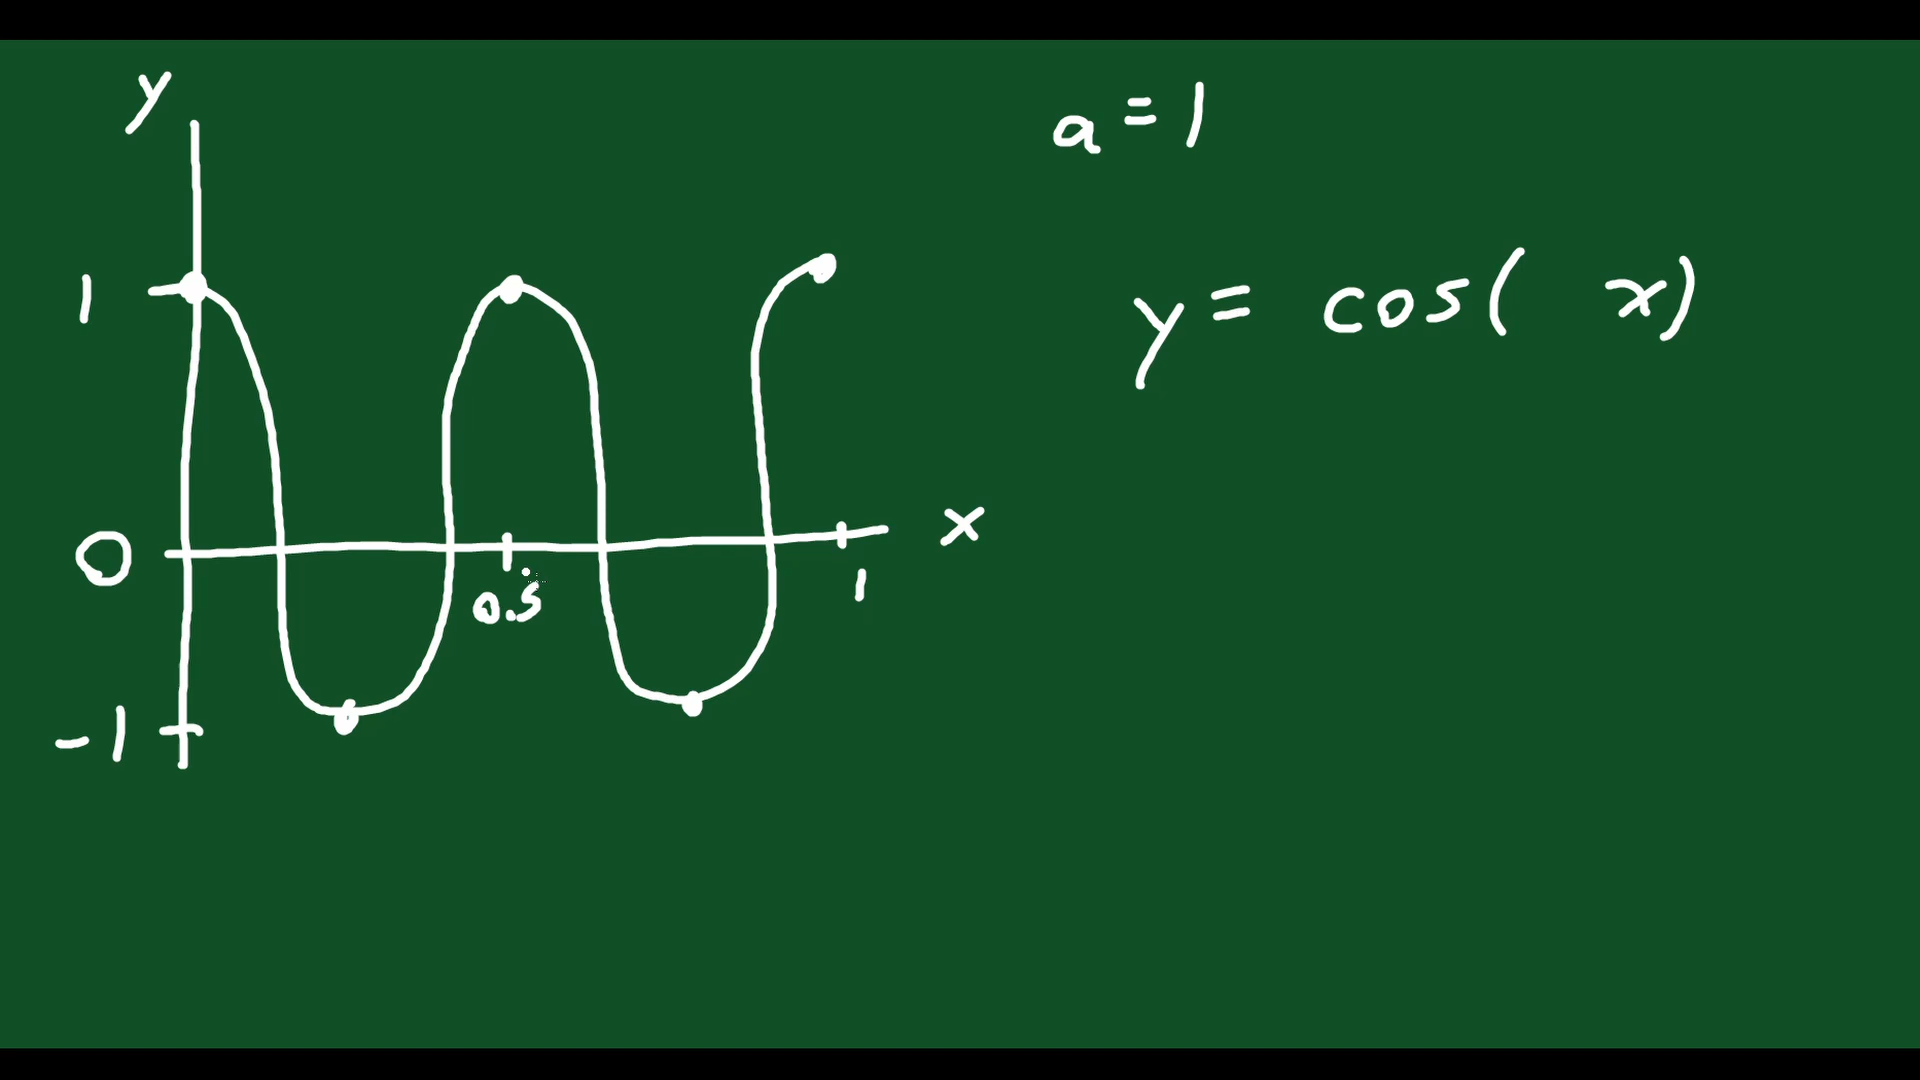 y
a = 1
1
y = cos( x)
x
0
0.5
1
-1